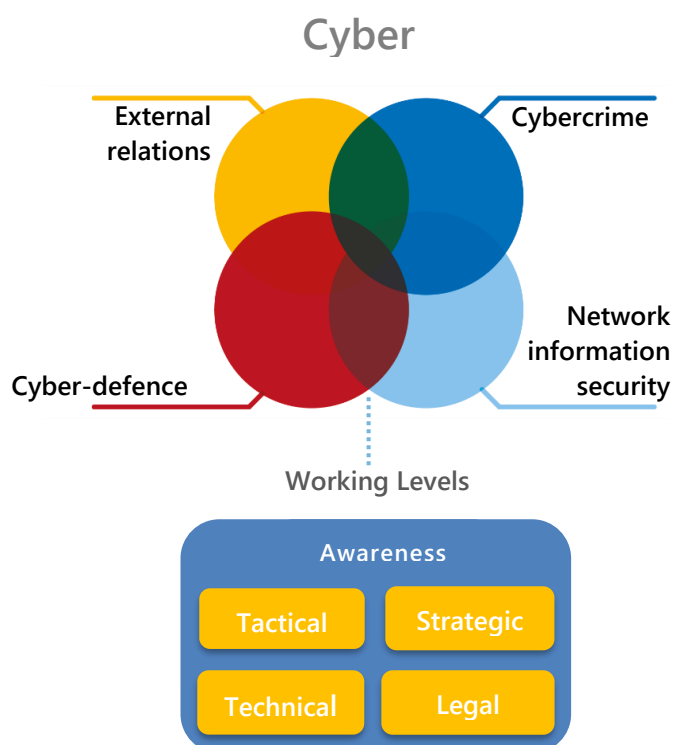 Cyber
External
relations
Cybercrime
Network
information
security
Cyber-defence
Working Levels
Awareness
Tactical
Strategic
Technical
Legal